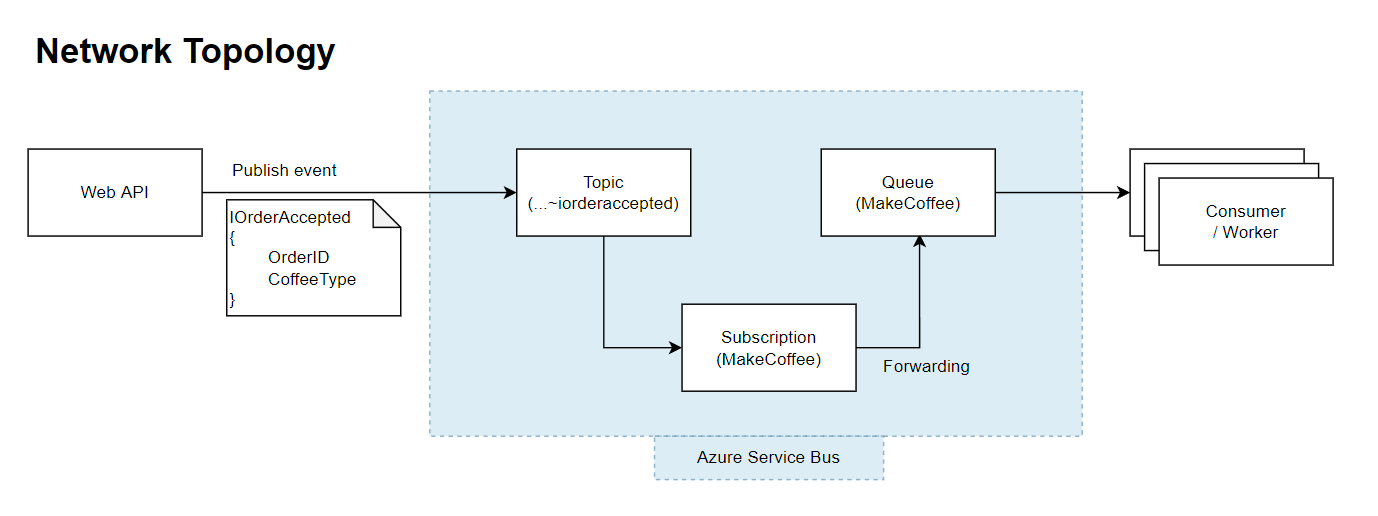 Network Topology
Web API
Publish event
IOrderAccepted
{
OrderID
CoffeeType
}
Topic
(...~iorderaccepted)
Subscription
(MakeCoffee)
Forwarding
Queue
(MakeCoffee)
Consumer
/ Worker
Azure Service Bus